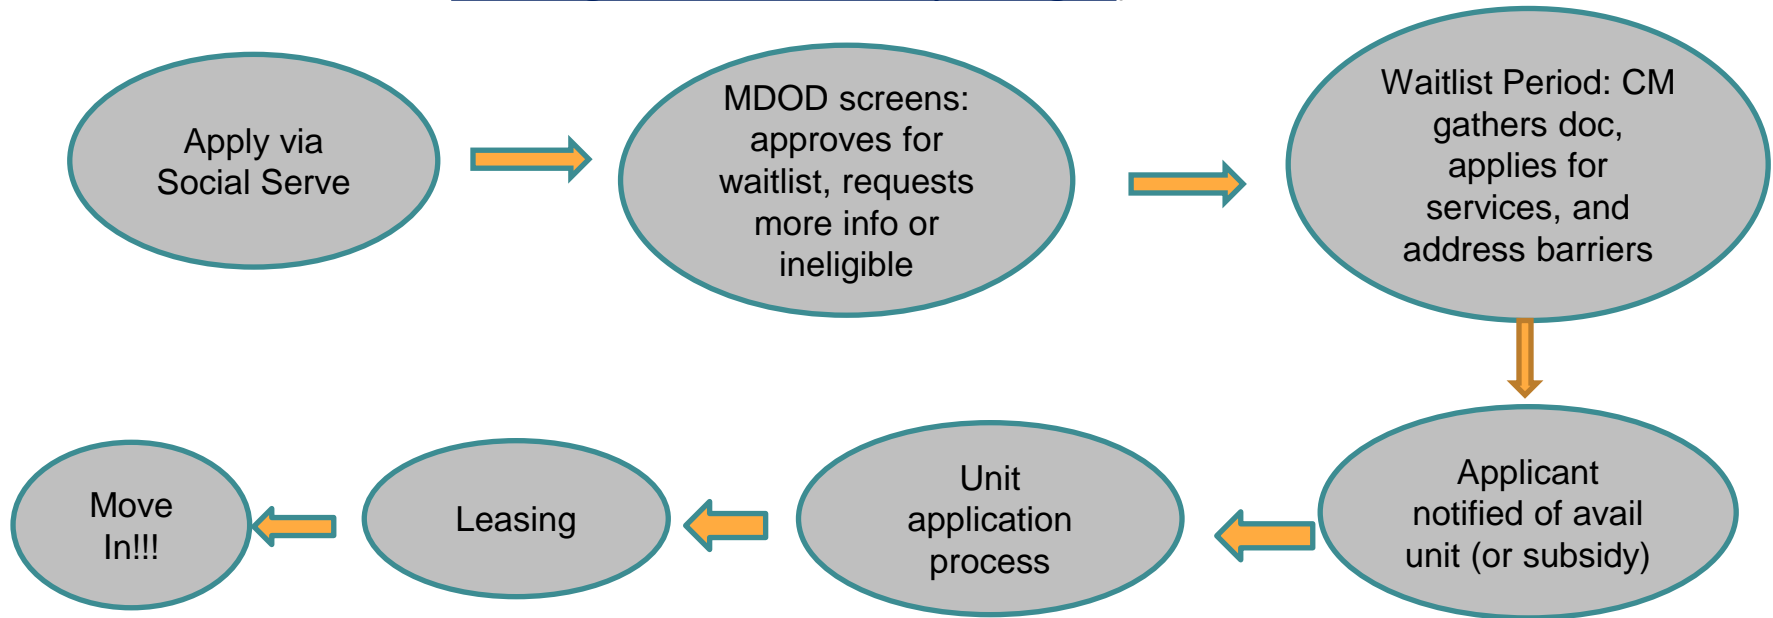 Apply via
Social Serve
MDOD screens:
approves for
waitlist, requests
more info or
ineligible
Waitlist Period: CM
gathers doc,
applies for
services, and
address barriers
Applicant
notified of avail
unit (or subsidy)
Unit
application
process
Leasing
Move
In!!!